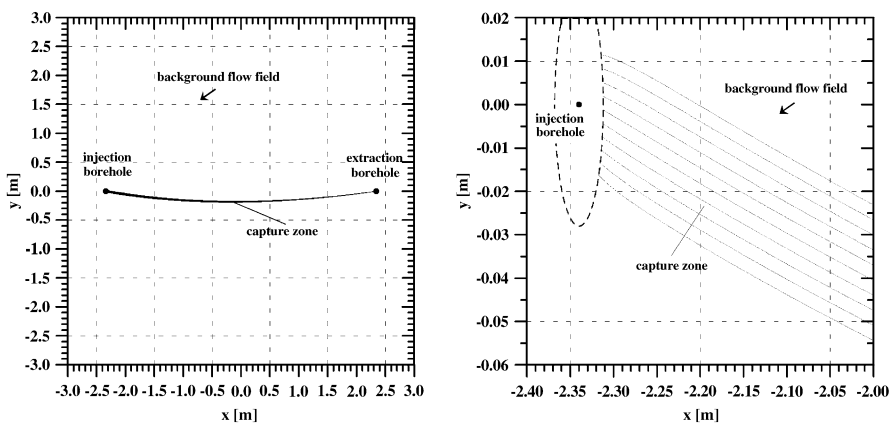 3.0
2.5
2.0
1.5
1.0
0.5
0.0
-0.5
-1.0
-1.5
-2.0
-2.5
-3.0
y [m]
background flow field
injection
borehole
extraction
borehole
capture zone
-3.0 -2.5 -2.0 -1.5 -1.0 -0.5 0.0 0.5 1.0 1.5 2.0 2.5 3.0
x [m]
0.02
0.01
0.00
-0.01
-0.02
-0.03
-0.04
-0.05
-0.06
y [m]
background flow field
injection
borehole
capture zone
-2.40 -2.35 -2.30 -2.25 -2.20 -2.15 -2.10 -2.05 -2.00
x [m]